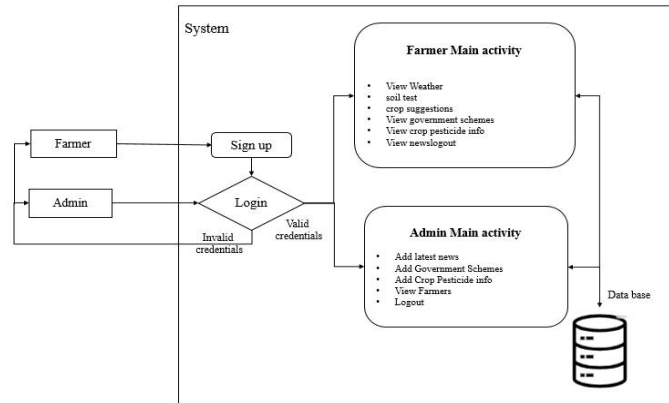 System
Farmer Main activity
• View Weather
• soil test
• crop suggestions
• View government schemes
• View crop pesticide info
• View newslogout
Farmer
Sign up
Admin
Login
Valid
credentials
Invalid
credentials
Admin Main activity
• Add latest news
• Add Government Schemes
• Add Crop Pesticide info
• View Farmers
• Logout
Data base